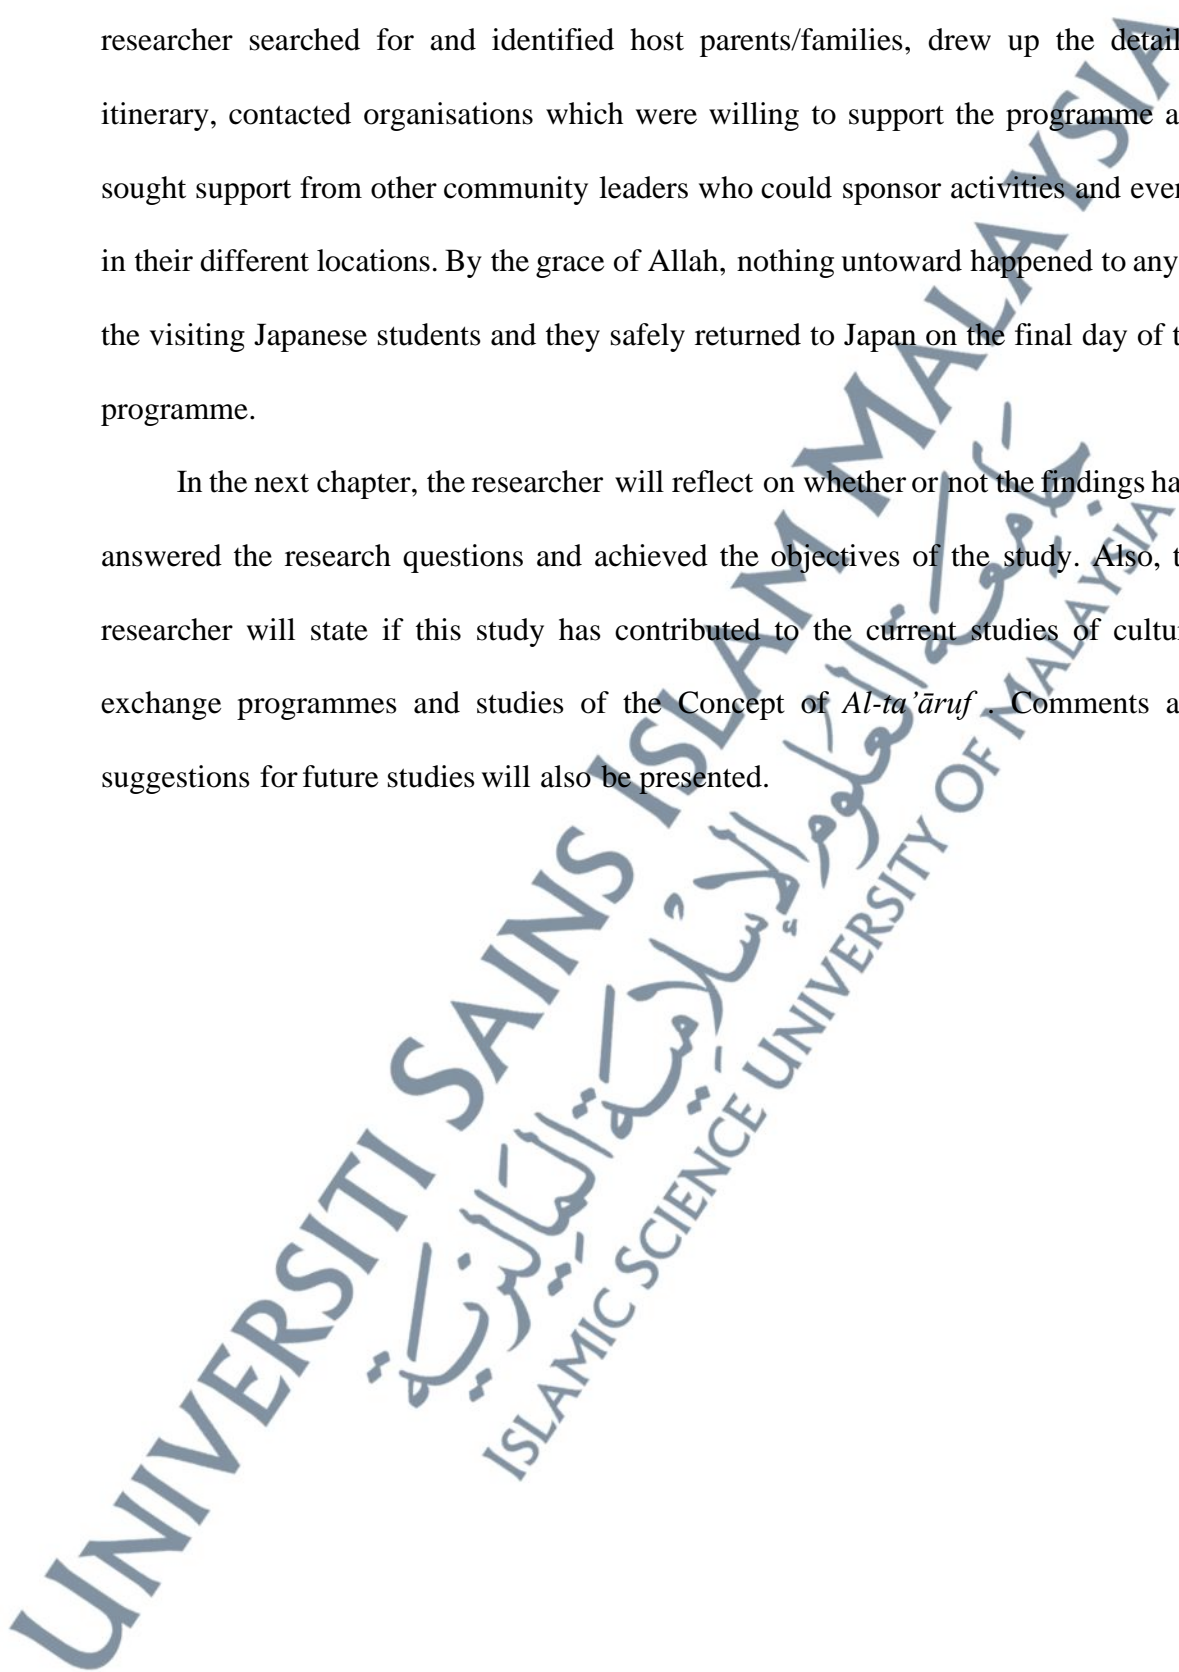 researcher searched for and identified host parents/families, drew up the detail
itinerary, contacted organisations which were willing to support the programme a
sought support from other community leaders who could sponsor activities and ever
in their different locations. By the grace of Allah, nothing untoward happened to any
the visiting Japanese students and they safely returned to Japan on the final day of t
programme.
In the next chapter, the researcher will reflect on whether or not the findings ha
answered the research questions and achieved the objectives of the study. Also, t
researcher will state if this study has contributed to the current studies of cultu
exchange programmes and studies of the Concept of Al-ta’āruf . Comments a
suggestions for future studies will also be presented.
UNIVERSITI SAINS ISLAM MALAYSIA
جامعة العلوم الإسلامية الماليزية
ISLAMIC SCIENCE UNIVERSITY OF MALAYSIA